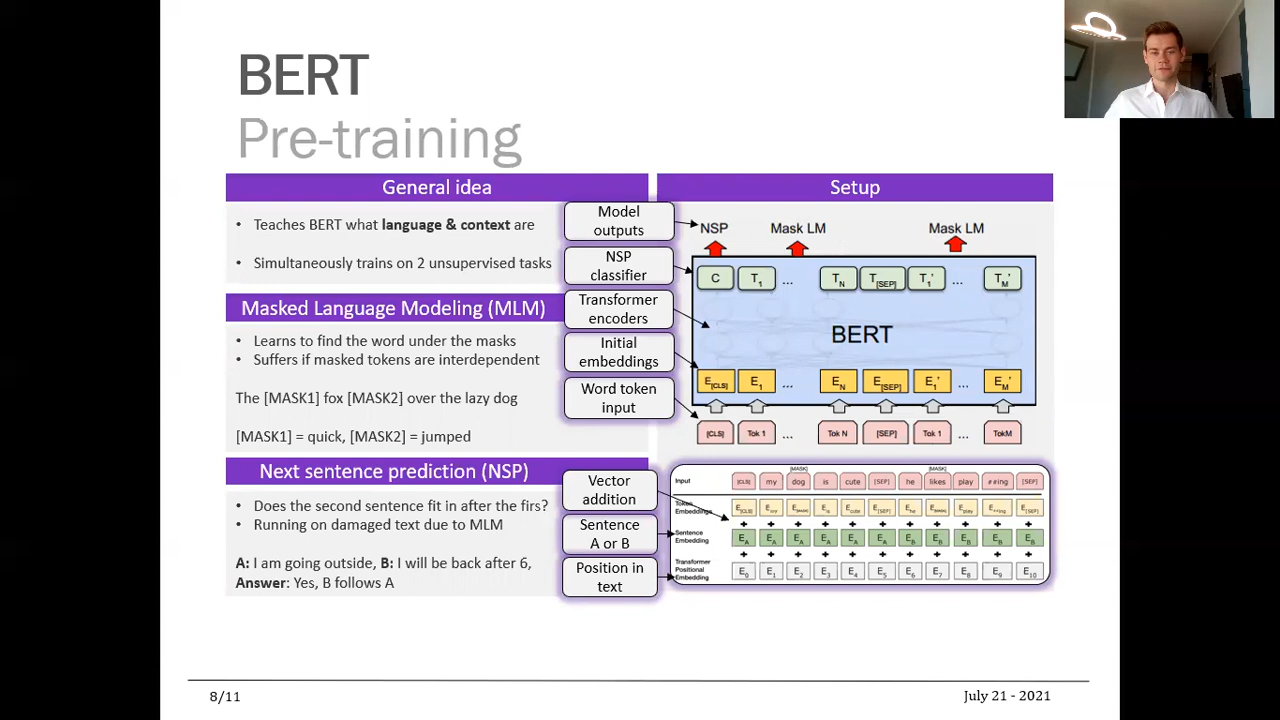 BERT
Pre-training
General idea
• Teaches BERT what language & context are
• Simultaneously trains on 2 unsupervised tasks
Masked Language Modeling (MLM)
• Learns to find the word under the masks
• Suffers if masked tokens are interdependent
The [MASK1] fox [MASK2] over the lazy dog
[MASK1] = quick, [MASK2] = jumped
Next sentence prediction (NSP)
• Does the second sentence fit in after the firs?
• Running on damaged text due to MLM
A: I am going outside, B: I will be back after 6,
Answer: Yes, B follows A
Model
outputs
NSP
classifier
Transformer
encoders
Initial
embeddings
Word token
input
Vector
addition
Sentence
A or B
Position in
text
Setup
NSP Mask LM Mask LM
C T1 ... TN T[SEP] T1' ... TM'
BERT
E[CLS] E1 ... EN E[SEP] E1' ... EM'
[CLS] Tok 1 ... Tok N [SEP] Tok 1 ... TokM
[MASK] [MASK]
Input [CLS] my dog is cute [SEP] he likes play ##ing [SEP]
Token
Embeddings E[CLS] Emy E[MASK] Eis Ecute E[SEP] Ehe E[MASK] Eplay E##ing E[SEP]
+ + + + + + + + + + +
Sentence
Embedding EA EA EA EA EA EA EB EB EB EB EB
+ + + + + + + + + + +
Transformer
Positional
Embedding E0 E1 E2 E3 E4 E5 E6 E7 E8 E9 E10
8/11
July 21 - 2021